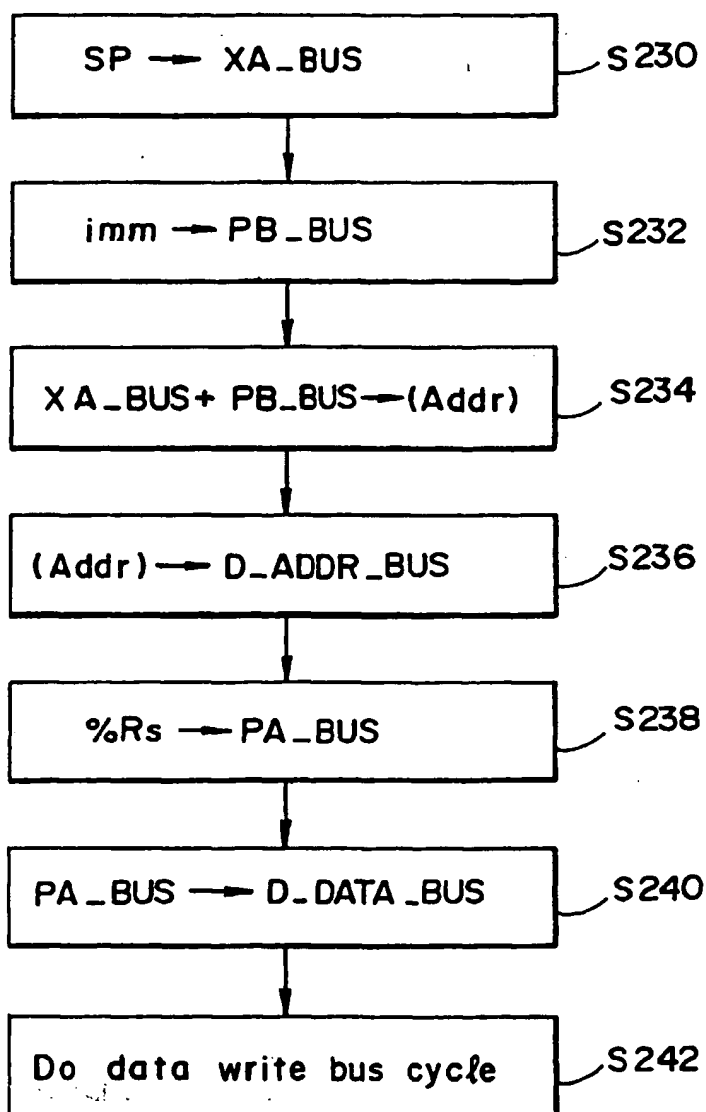 SP → XA_BUS S230
imm → PB_BUS S232
XA_BUS + PB_BUS → (Addr) S234
(Addr) → D_ADDR_BUS S236
%Rs → PA_BUS S238
PA_BUS → D_DATA_BUS S240
Do data write bus cycle S242